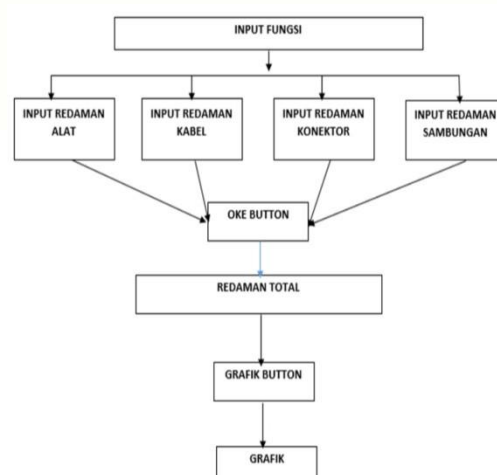 INPUT FUNGSI
INPUT REDAMAN
ALAT
INPUT REDAMAN
KABEL
INPUT REDAMAN
KONEKTOR
INPUT REDAMAN
SAMBUNGAN
OKE BUTTON
REDAMAN TOTAL
GRAFIK BUTTON
GRAFIK